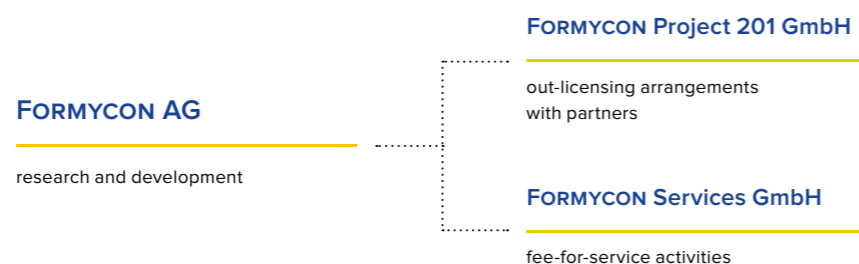 FORMYCON AG
research and development
FORMYCON Project 201 GmbH
out-licensing arrangements
with partners
FORMYCON Services GmbH
fee-for-service activities